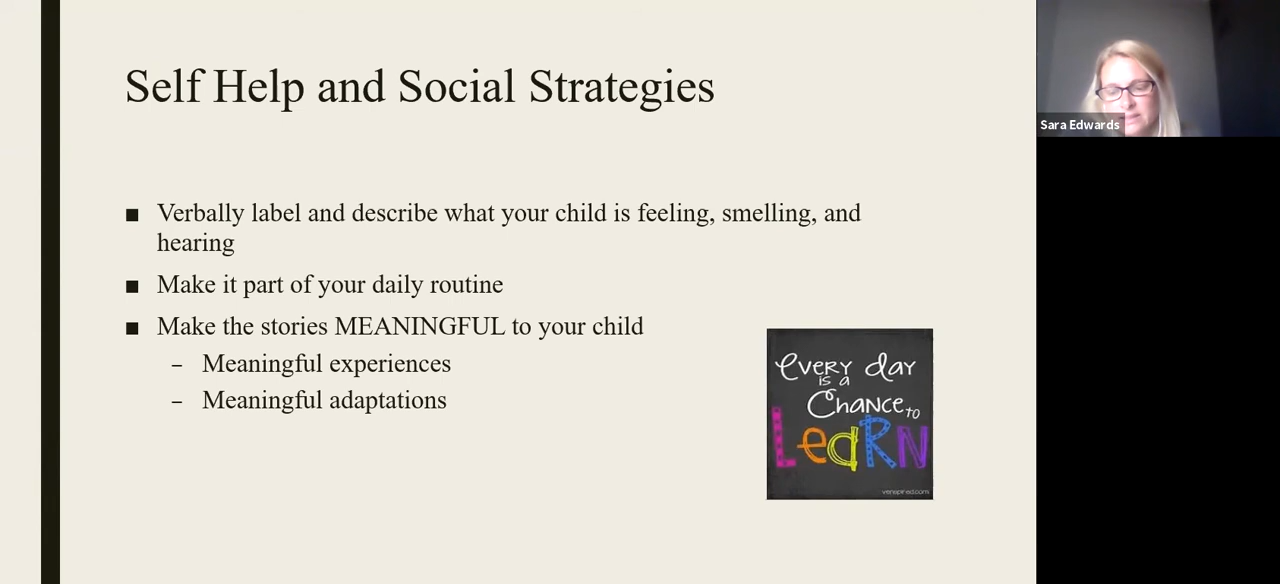 Self Help and Social Strategies
■ Verbally label and describe what your child is feeling, smelling, and
hearing
■ Make it part of your daily routine
■ Make the stories MEANINGFUL to your child
– Meaningful experiences
– Meaningful adaptations
every day
is a
Chance to
LeaRN
venspired.com
Sara Edwards